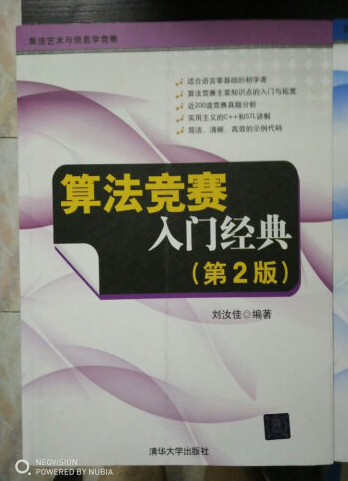 算法艺术与信息学竞赛
适合语言零基础的初学者
算法竞赛主要知识点的入门与拓宽
近200道竞赛真题分析
实用主义的C++和STL讲解
简洁、清晰、高效的示例代码
算法竞赛
入门经典
(第2版)
刘汝佳◎编著
清华大学出版社
NEOVISION
POWERED BY NUBIA